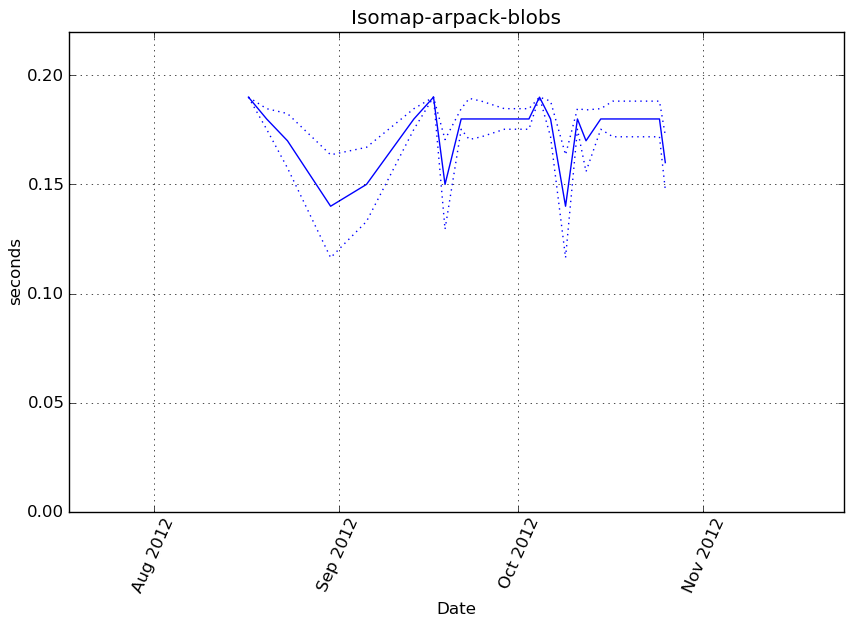 Isomap-arpack-blobs
0.20
0.15
0.10
0.05
0.00
seconds
Aug 2012
Sep 2012
Oct 2012
Nov 2012
Date